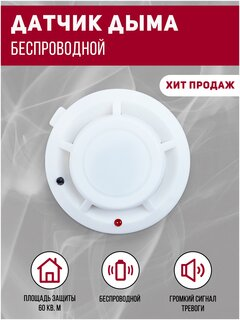 ДАТЧИК ДЫМА
БЕСПРОВОДНОЙ
ХИТ ПРОДАЖ
ПЛОЩАДЬ ЗАЩИТЫ
60 КВ. М
БЕСПРОВОДНОЙ
ГРОМКИЙ СИГНАЛ
ТРЕВОГИ